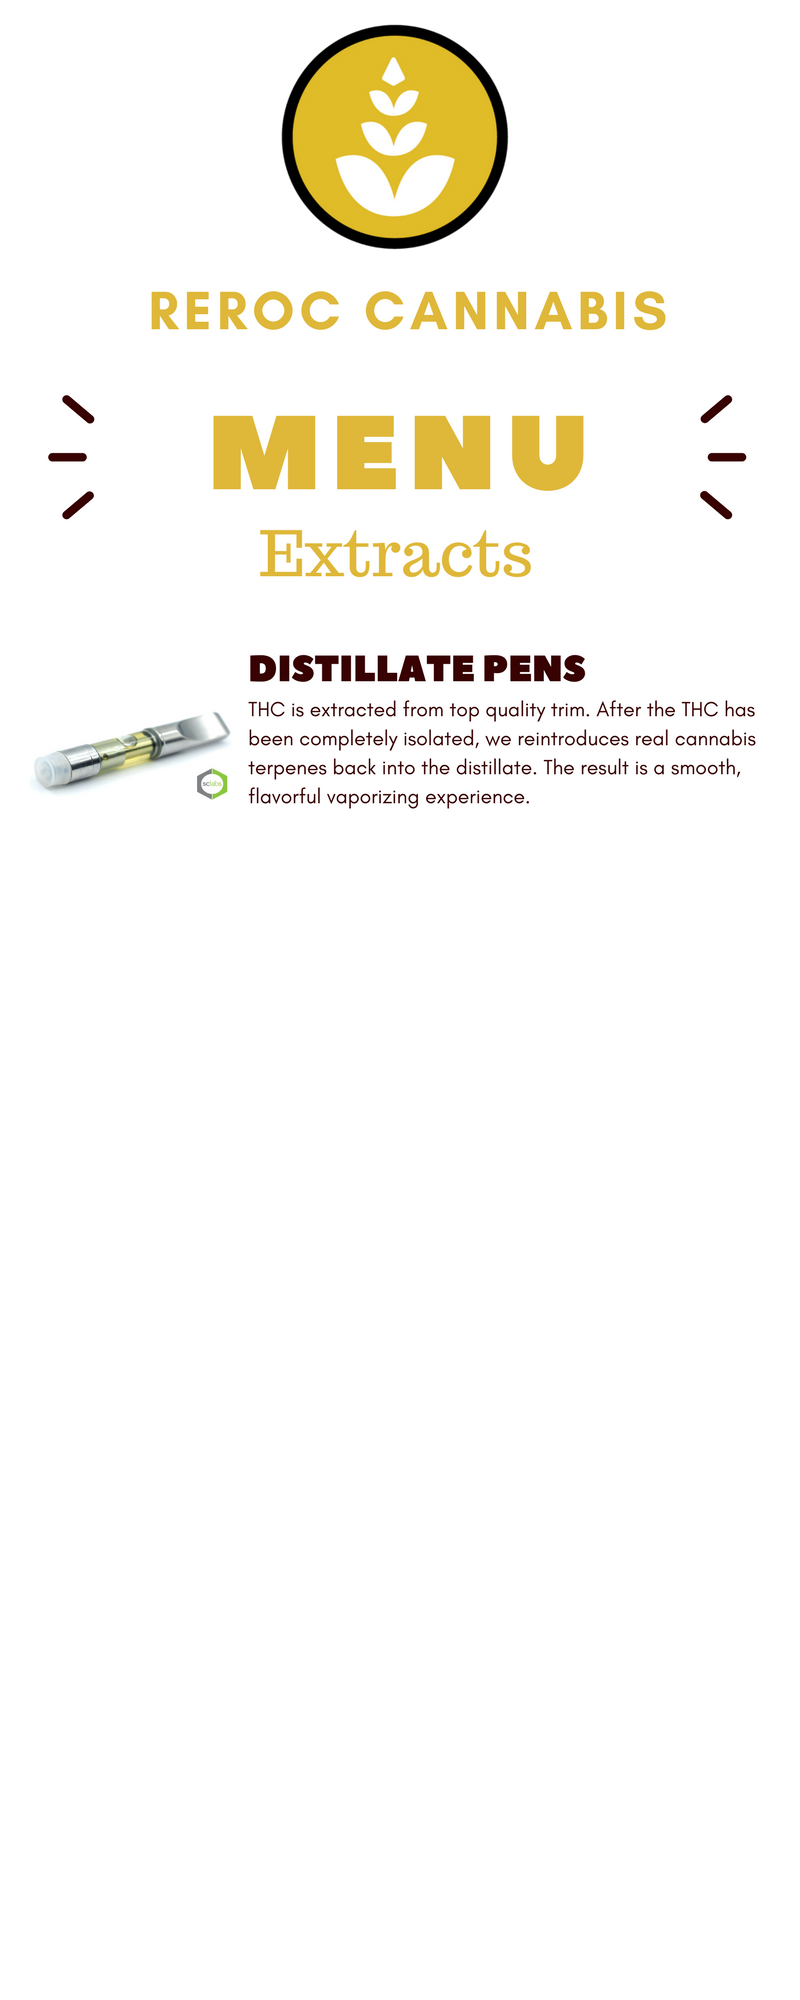 REROC CANNABIS
MENU
Extracts
DISTILLATE PENS
THC is extracted from top quality trim. After the THC has
been completely isolated, we reintroduces real cannabis
terpenes back into the distillate. The result is a smooth,
flavorful vaporizing experience.
sclabs